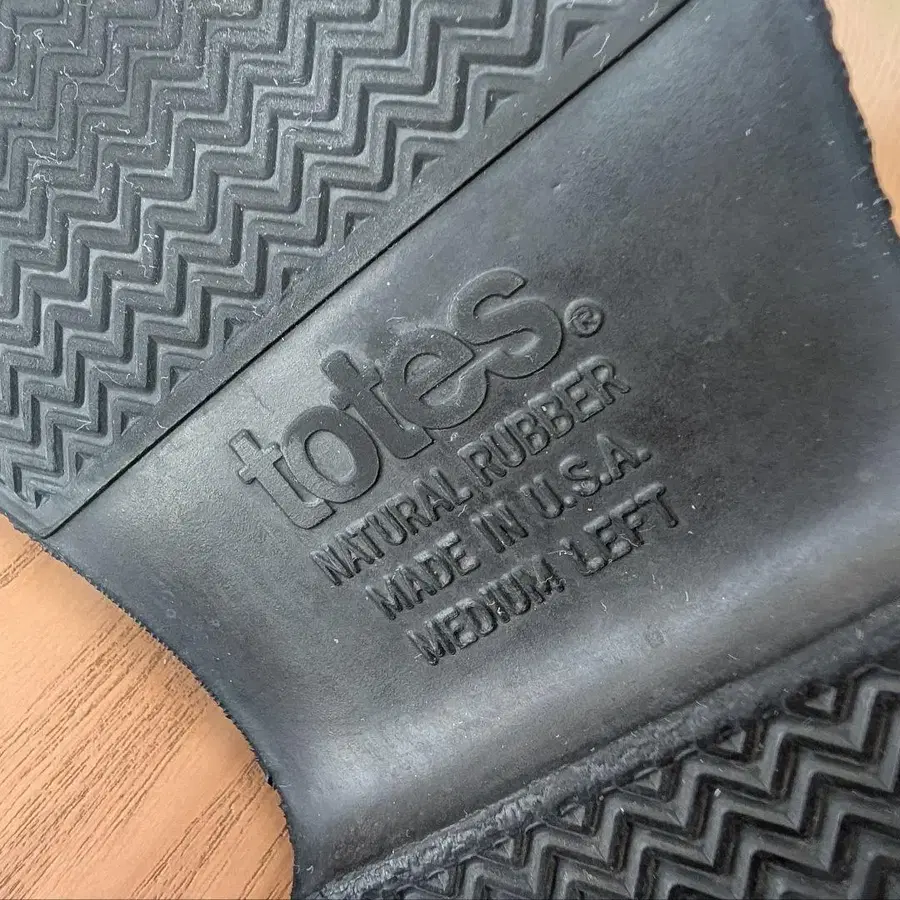 totes®
NATURAL RUBBER
MADE IN U.S.A.
MEDIUM LEFT